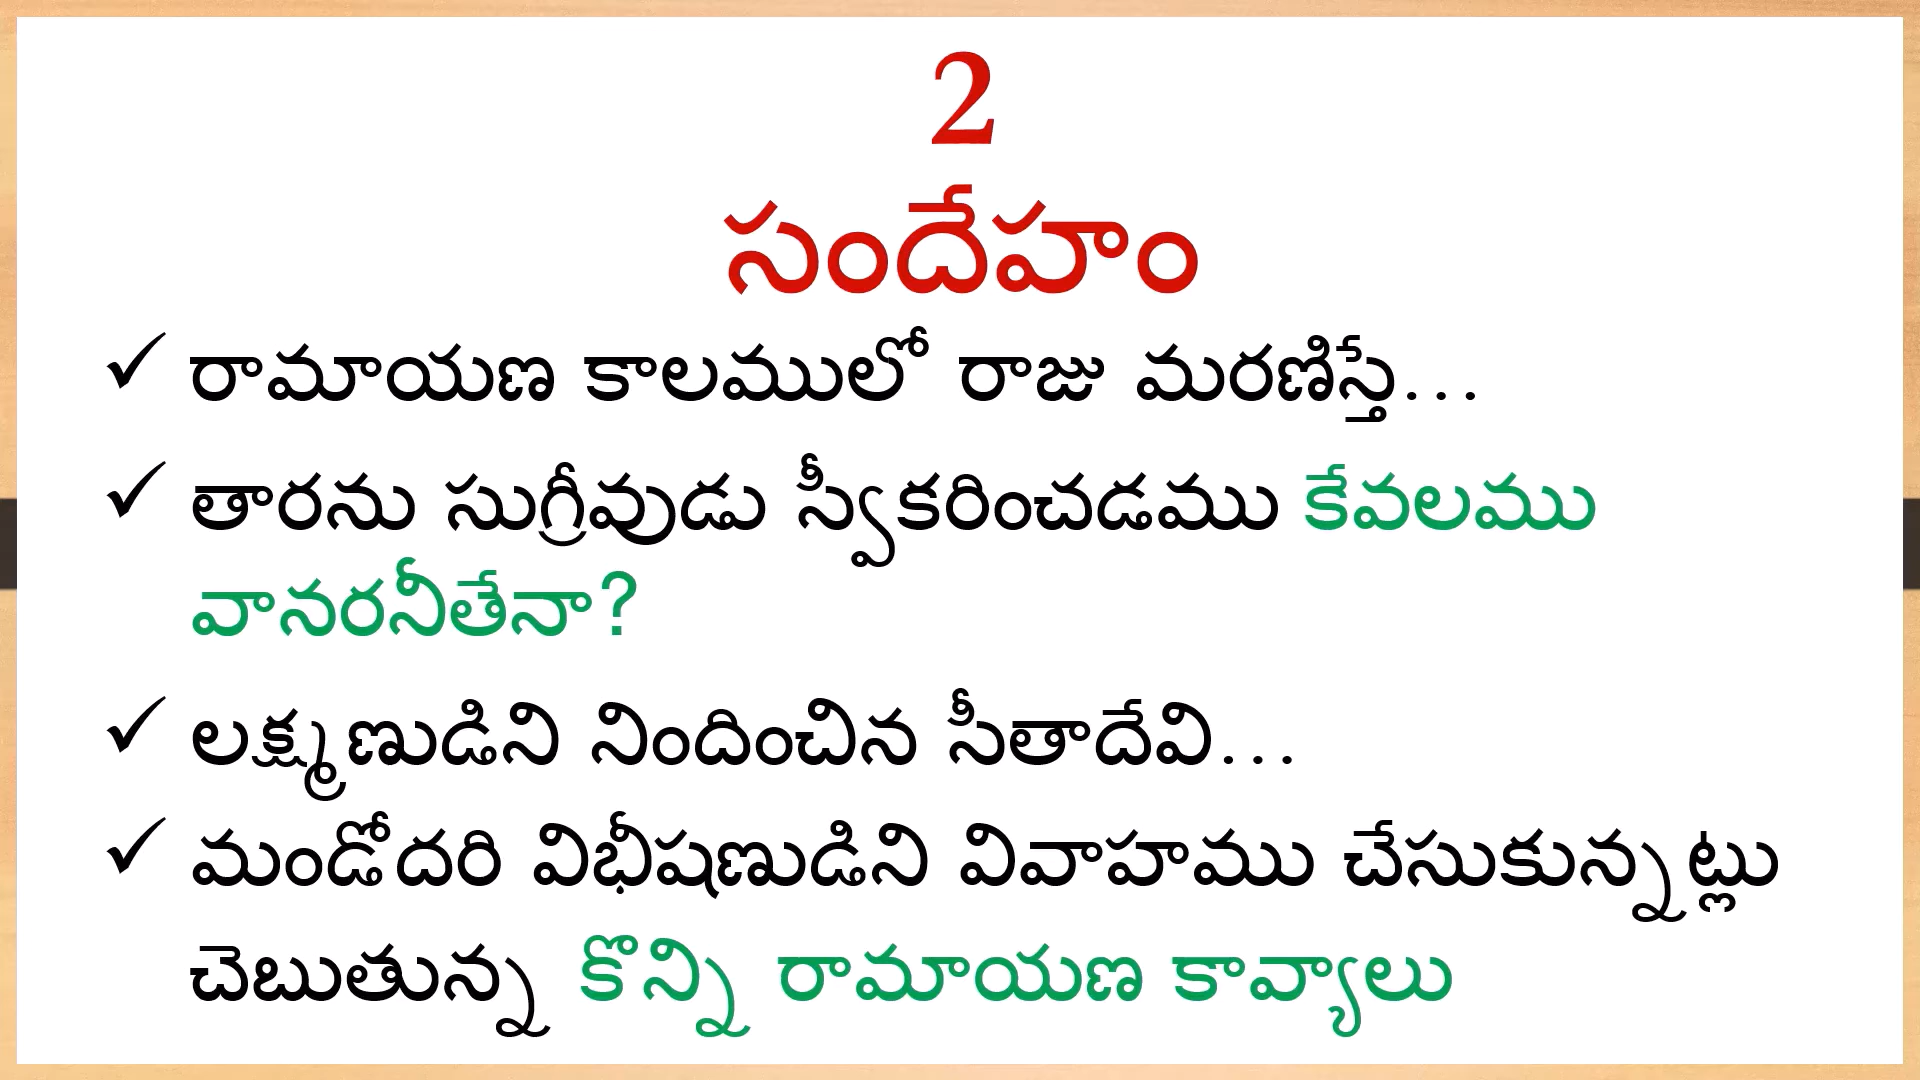 2
సందేహం
✓ రామాయణ కాలములో రాజు మరణిస్తే...
✓ తారను సుగ్రీవుడు స్వీకరించడము కేవలము
వానరనీతేనా?
✓ లక్ష్మణుడిని నిందించిన సీతాదేవి...
✓ మండోదరి విభీషణుడిని వివాహము చేసుకున్నట్లు
చెబుతున్న కొన్ని రామాయణ కావ్యాలు